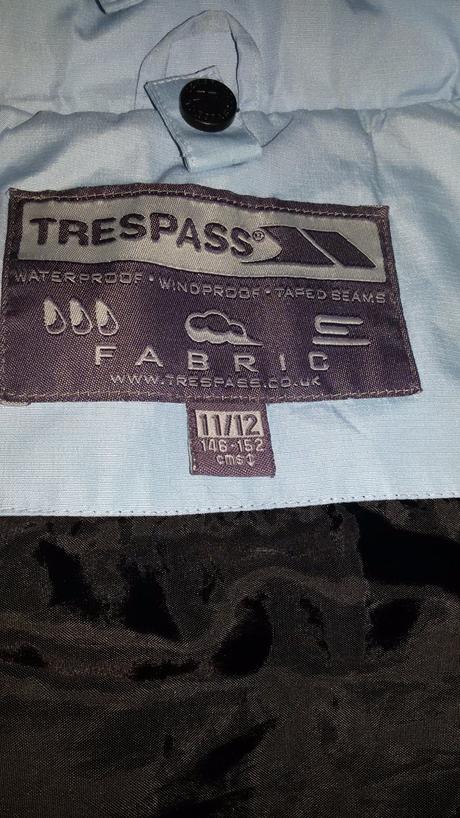 TRESPASS®
WATERPROOF • WINDPROOF • TAPED SEAMS
FABRIC
WWW.TRESPASS.CO.UK
11/12
146-152
cms↕